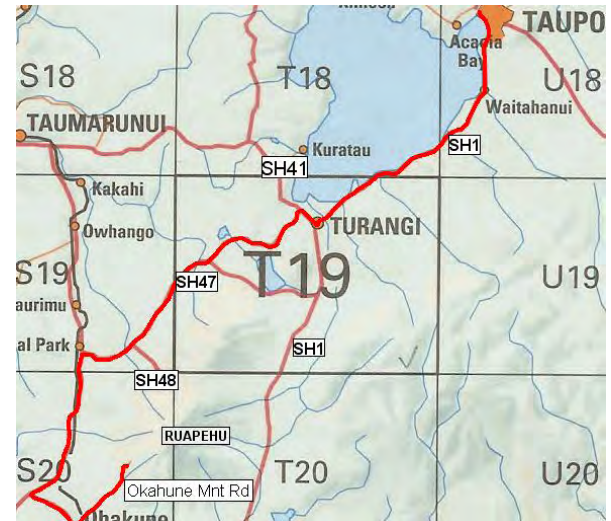 TAUPO
Acacia
Bay
S18
T18
U18
Waitahanui
TAUMARUNUI
SH1
Kuratau
SH41
Kakahi
Owhango
TURANGI
S19
T19
U19
SH47
aurimu
al Park
SH1
SH48
RUAPEHU
S20
T20
U20
Okahune Mnt Rd
Ohakune